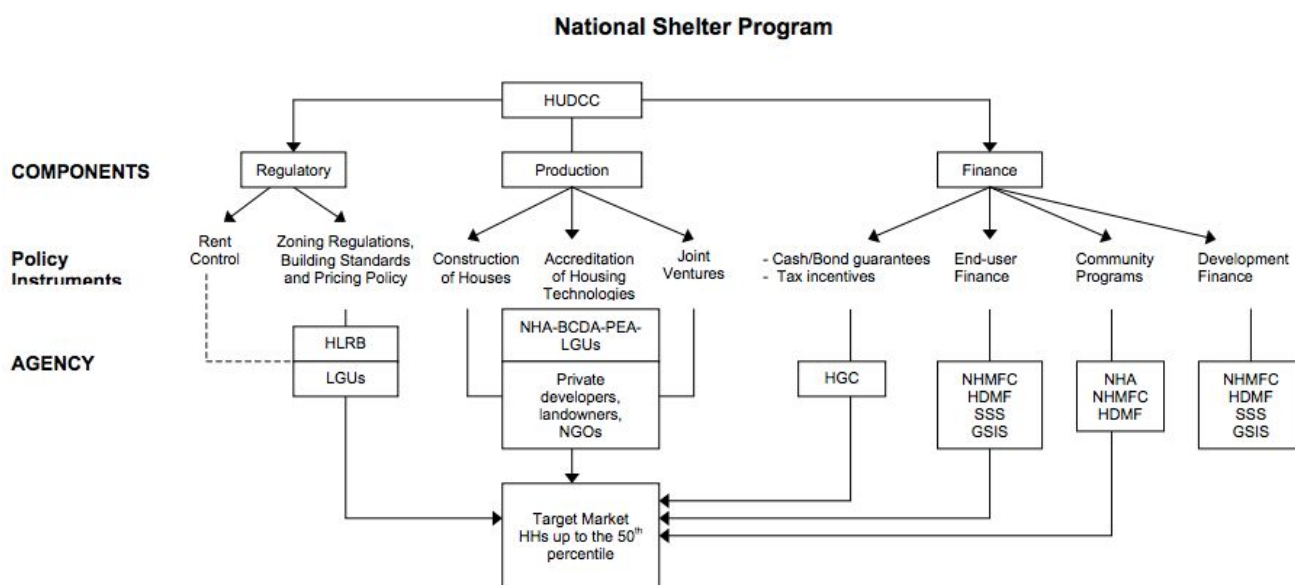 National Shelter Program
HUDCC
COMPONENTS
Regulatory
Production
Finance
Policy
Instruments
Rent
Control
Zoning Regulations,
Building Standards
and Pricing Policy
Construction
of Houses
Accreditation
of Housing
Technologies
Joint
Ventures
- Cash/Bond guarantees
- Tax incentives
End-user
Finance
Community
Programs
Development
Finance
AGENCY
HLRB
LGUs
NHA-BCDA-PEA-
LGUs
Private
developers,
landowners,
NGOs
HGC
NHMFC
HDMF
SSS
GSIS
NHA
NHMFC
HDMF
NHMFC
HDMF
SSS
GSIS
Target Market
HHs up to the 50th
percentile